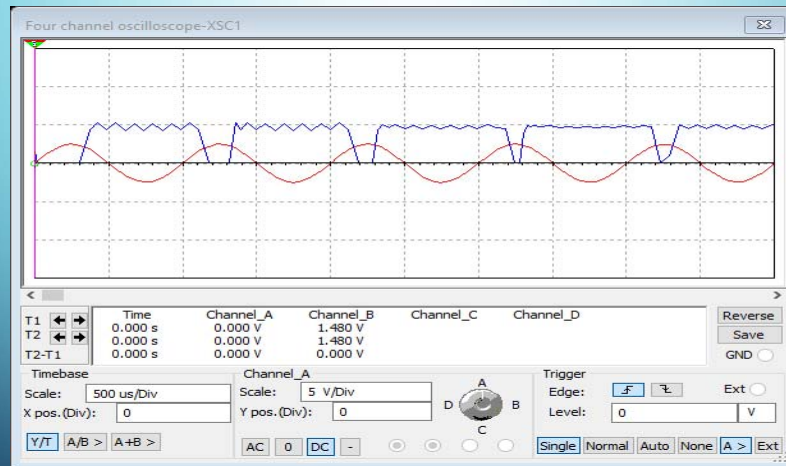 Four channel oscilloscope-XSC1
Time Channel_A Channel_B Channel_C Channel_D
T1 0.000 s 0.000 V 1.480 V
T2 0.000 s 0.000 V 1.480 V
T2-T1 0.000 s 0.000 V 0.000 V
Reverse
Save
GND
Timebase
Scale: 500 us/Div
X pos.(Div): 0
Y/T A/B > A+B >
Channel_A
Scale: 5 V/Div
Y pos.(Div): 0
AC 0 DC -
A
D B
C
Trigger
Edge: Ext
Level: 0 V
Single Normal Auto None A > Ext